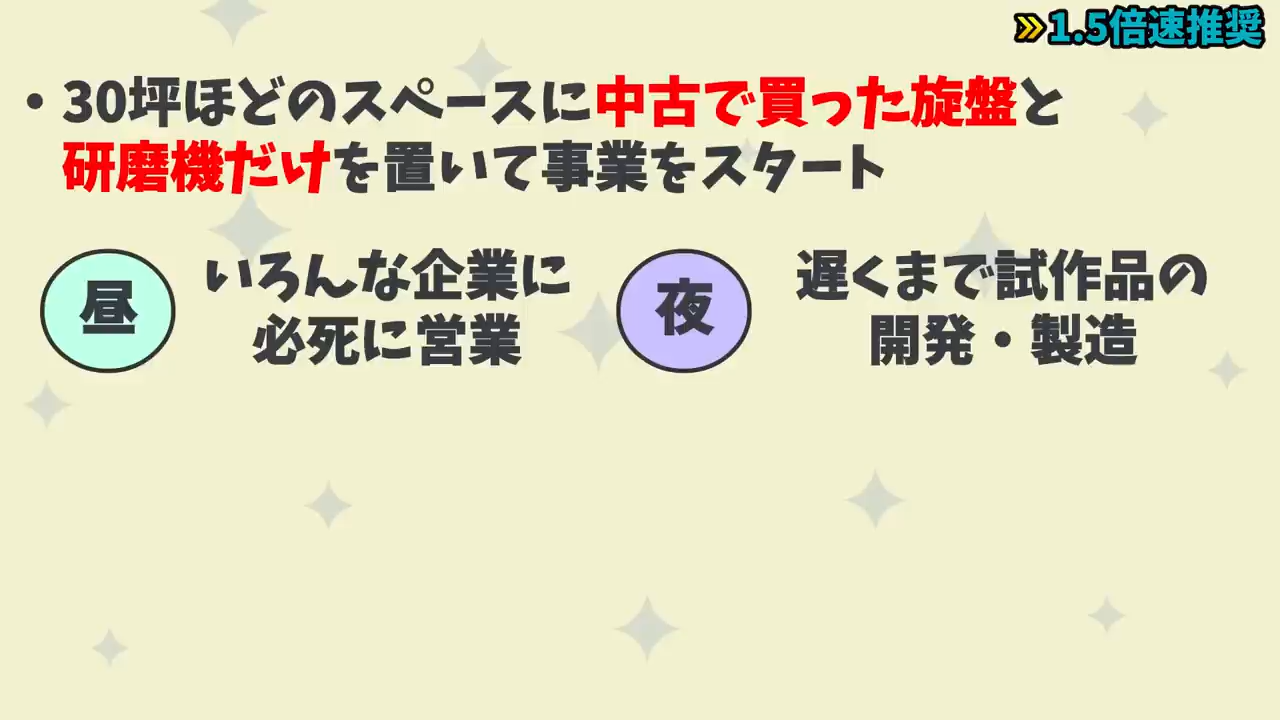 »1.5倍速推奨
・30坪ほどのスペースに中古で買った旋盤と
研磨機だけを置いて事業をスタート
昼
いろんな企業に
必死に営業
夜
遅くまで試作品の
開発・製造